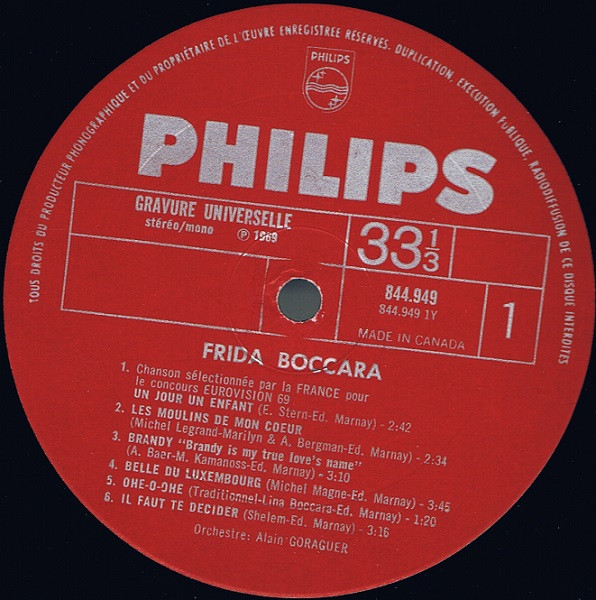 TOUS DROITS DU PRODUCTEUR PHONOGRAPHIQUE ET DU PROPRIÉTAIRE DE L'ŒUVRE ENREGISTREE RESERVES. DUPLICATION, EXECUTION PUBLIQUE, RADIODIFFUSION DE CE DISQUE INTERDITES
PHILIPS
PHILIPS
GRAVURE UNIVERSELLE
stéréo/mono ℗ 1969
33 1/3
844.949
844.949 1Y
1
MADE IN CANADA
FRIDA BOCCARA
1. Chanson sélectionnée par la FRANCE pour
le concours EUROVISION 69
UN JOUR UN ENFANT (E. Stern-Ed. Marnay) - 2:42
2. LES MOULINS DE MON COEUR
(Michel Legrand-Marilyn & A. Bergman-Ed. Marnay) - 2:34
3. BRANDY "Brandy is my true love's name"
(A. Baer-M. Kamanoss-Ed. Marnay) - 3:10
4. BELLE DU LUXEMBOURG (Michel Magne-Ed. Marnay) - 3:45
5. OHE-O-OHE (Traditionnel-Lina Boccara-Ed. Marnay) - 1:20
6. IL FAUT TE DECIDER (Shelem-Ed. Marnay) - 3:16
Orchestre: Alain GORAGUER